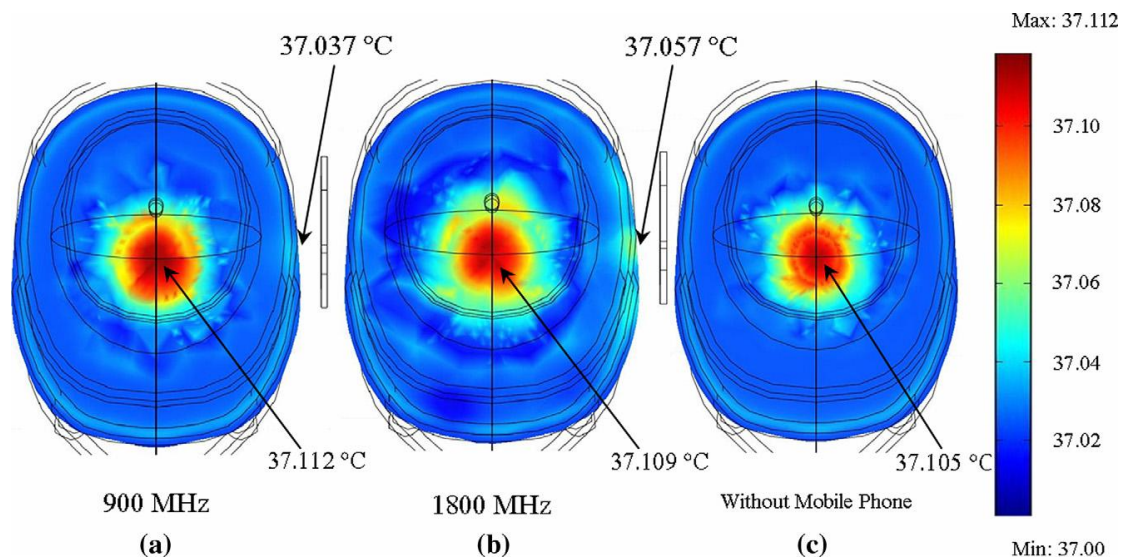 Max: 37.112
37.037 °C
37.057 °C
37.10
37.08
37.06
37.04
37.02
37.112 °C
37.109 °C
37.105 °C
900 MHz
1800 MHz
Without Mobile Phone
(a)
(b)
(c)
Min: 37.00